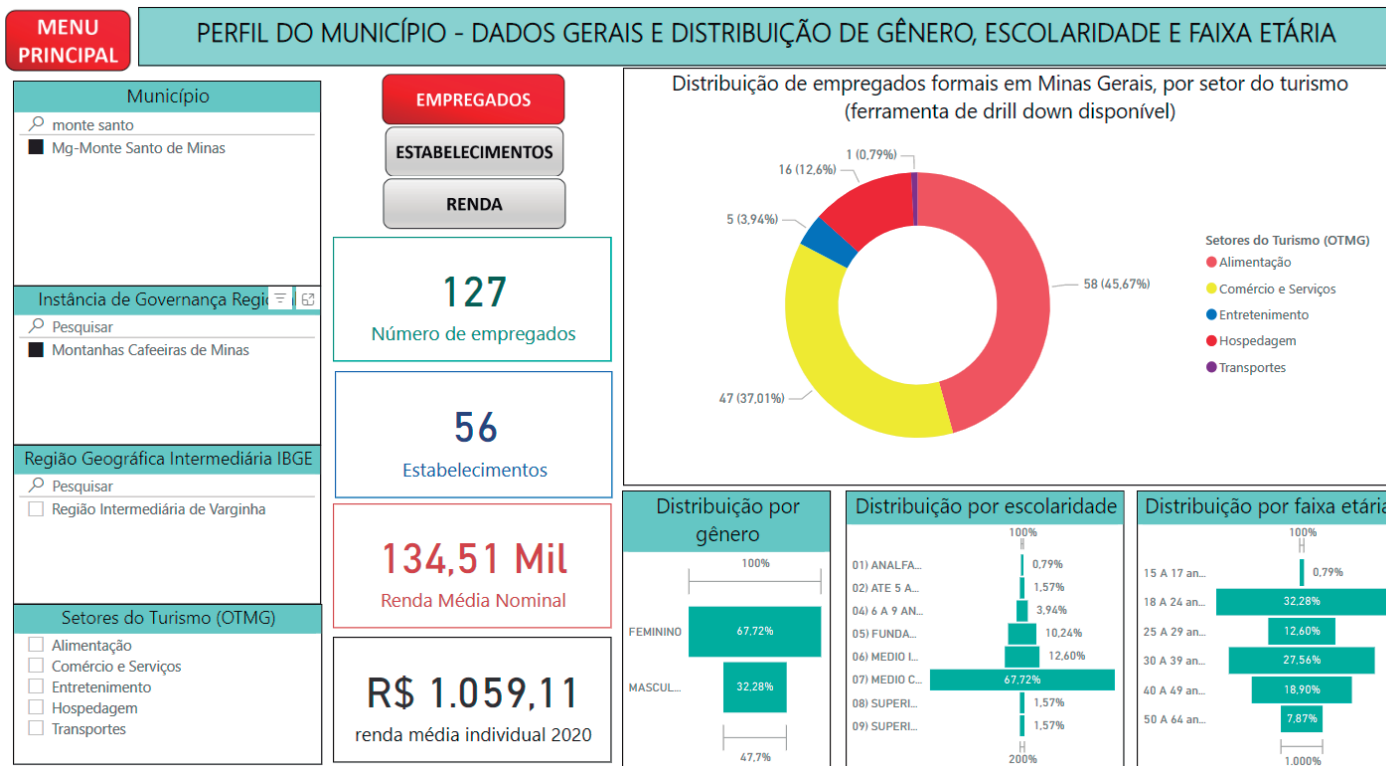 MENU
PRINCIPAL
PERFIL DO MUNICÍPIO - DADOS GERAIS E DISTRIBUIÇÃO DE GÊNERO, ESCOLARIDADE E FAIXA ETÁRIA
Município
monte santo
Mg-Monte Santo de Minas
Instância de Governança Regi
Pesquisar
Montanhas Cafeeiras de Minas
Região Geográfica Intermediária IBGE
Pesquisar
Região Intermediária de Varginha
Setores do Turismo (OTMG)
Alimentação
Comércio e Serviços
Entretenimento
Hospedagem
Transportes
EMPREGADOS
ESTABELECIMENTOS
RENDA
127
Número de empregados
56
Estabelecimentos
134,51 Mil
Renda Média Nominal
R$ 1.059,11
renda média individual 2020
Distribuição de empregados formais em Minas Gerais, por setor do turismo
(ferramenta de drill down disponível)
1 (0,79%)
16 (12,6%)
5 (3,94%)
58 (45,67%)
47 (37,01%)
Setores do Turismo (OTMG)
Alimentação
Comércio e Serviços
Entretenimento
Hospedagem
Transportes
Distribuição por
gênero
100%
FEMININO 67,72%
MASCUL... 32,28%
47,7%
Distribuição por escolaridade
100%
01) ANALFA... 0,79%
02) ATE 5 A... 1,57%
04) 6 A 9 AN... 3,94%
05) FUNDA... 10,24%
06) MEDIO I... 12,60%
07) MEDIO C... 67,72%
08) SUPERI... 1,57%
09) SUPERI... 1,57%
200%
Distribuição por faixa etária
100%
15 A 17 an... 0,79%
18 A 24 an... 32,28%
25 A 29 an... 12,60%
30 A 39 an... 27,56%
40 A 49 an... 18,90%
50 A 64 an... 7,87%
1.000%